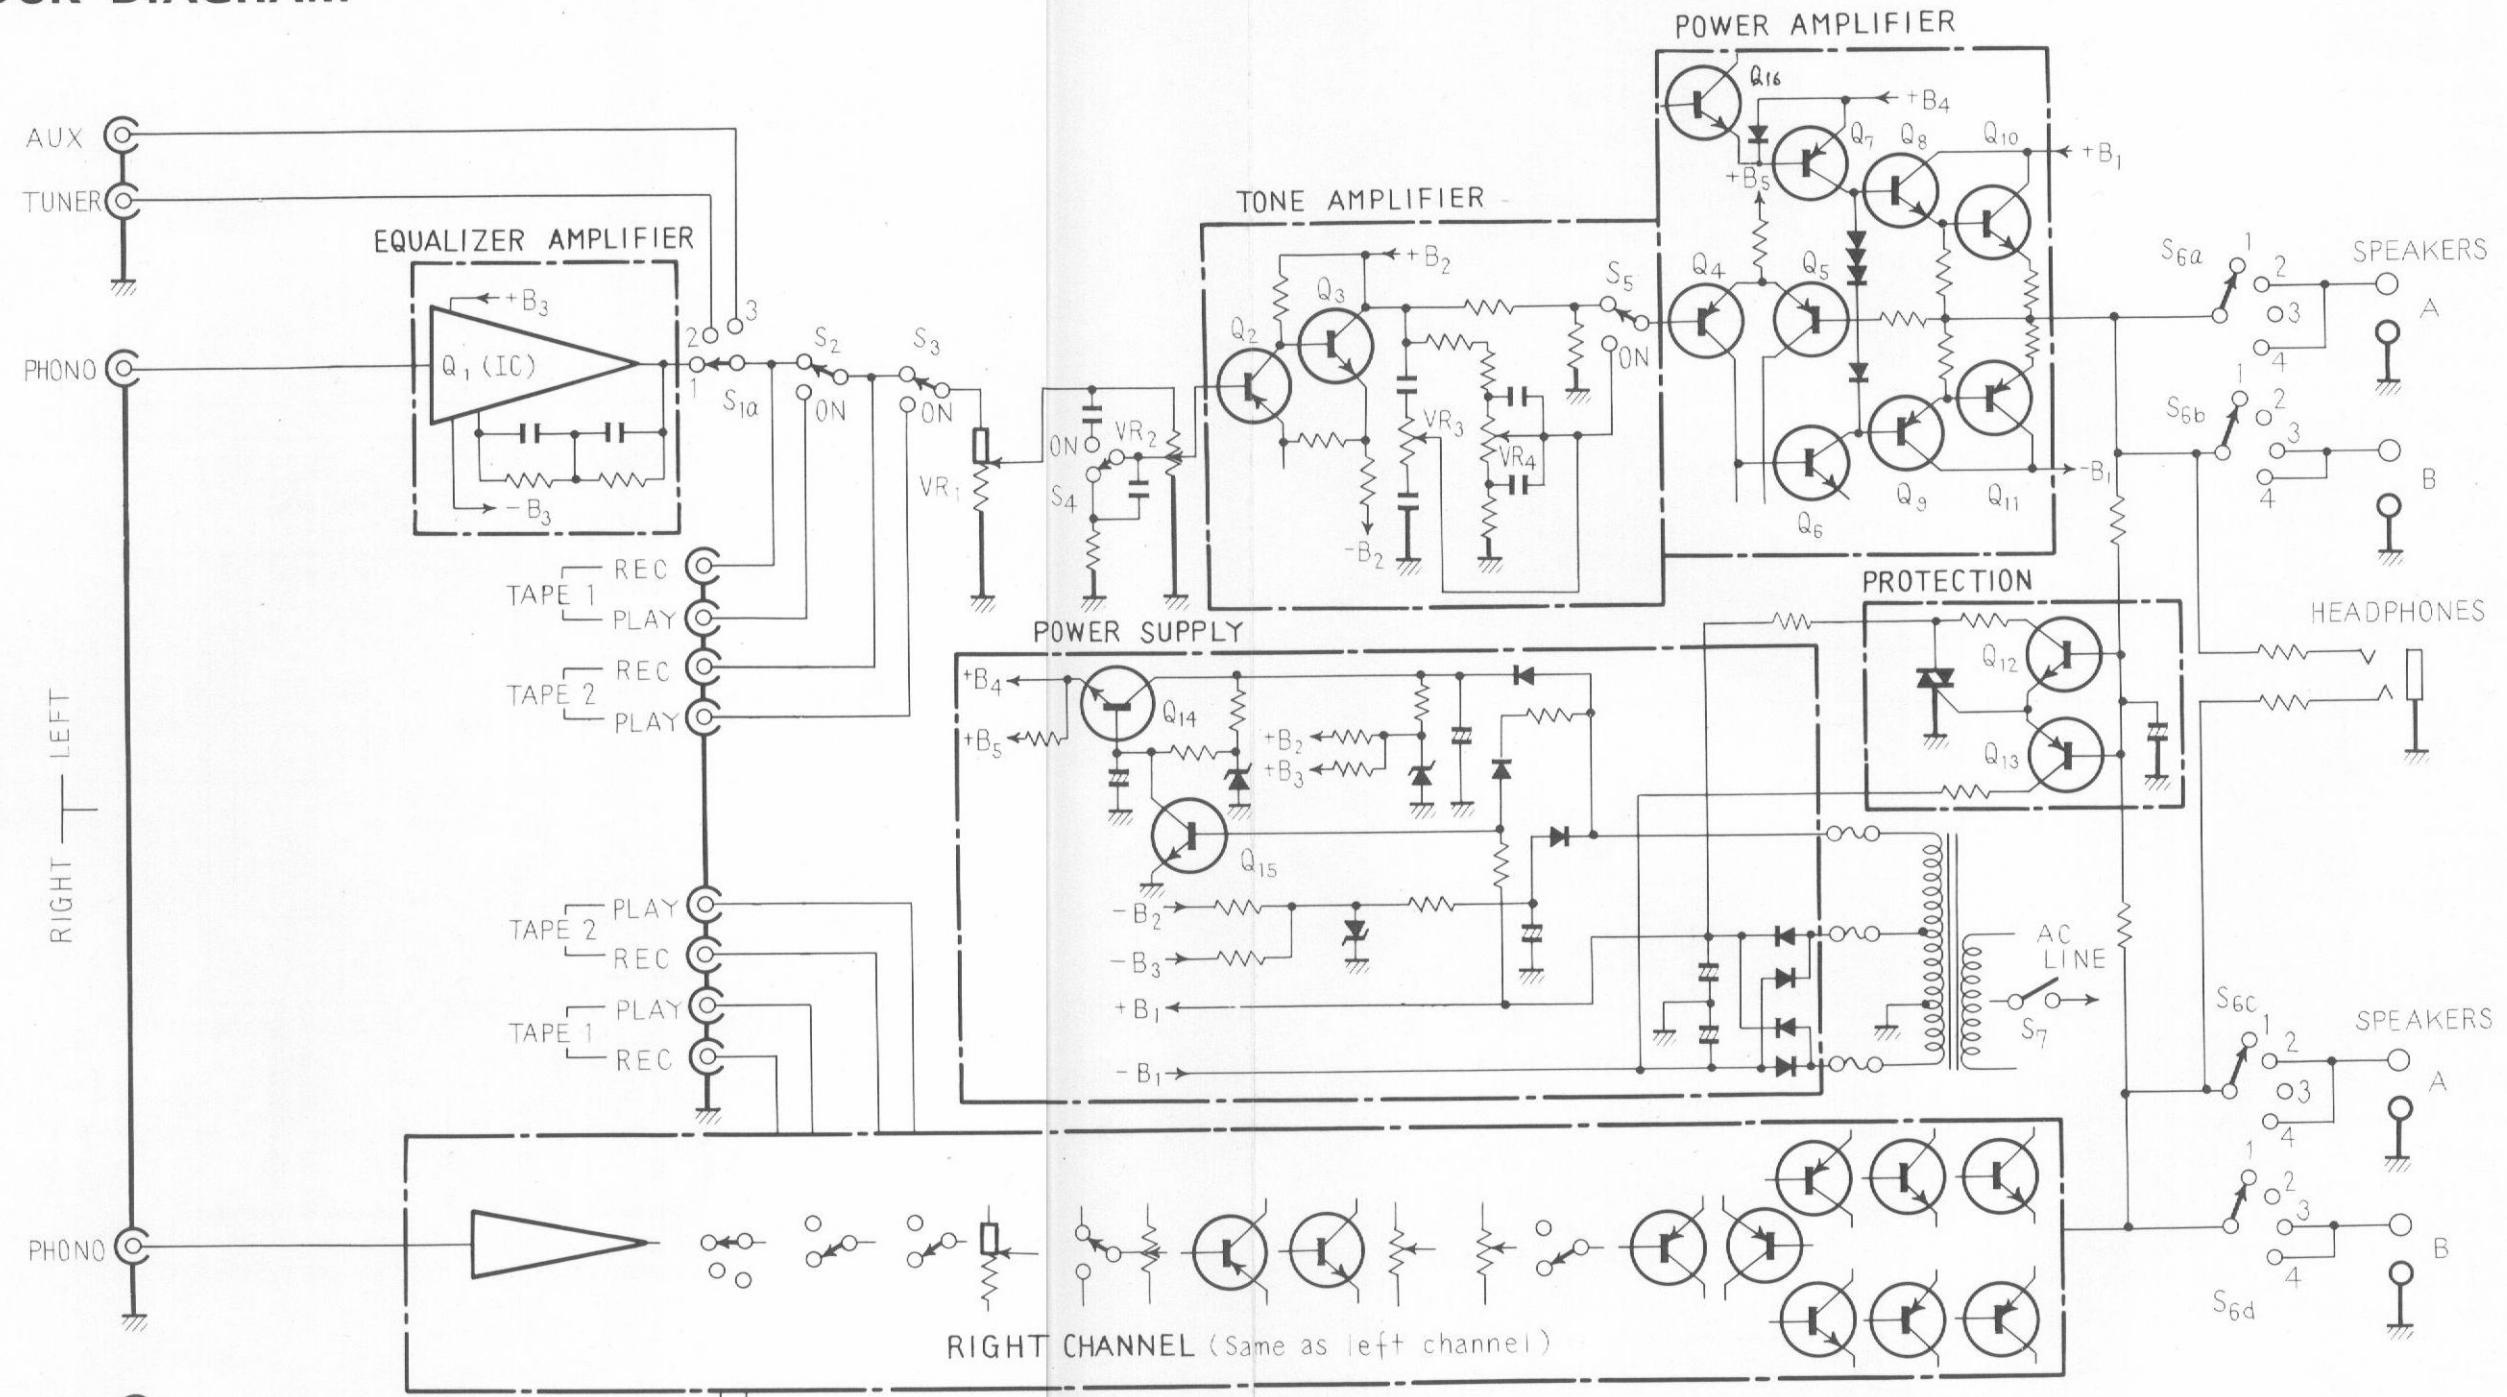 DIAGRAM
POWER AMPLIFIER
Q16
+B4
Q7
Q8
Q10
+B1
+B5
AUX
TUNER
TONE AMPLIFIER
EQUALIZER AMPLIFIER
+B3
+B2
S5
Q4
Q5
S6a
1
2
SPEAKERS
3
4
A
2
3
S2
S3
Q2
Q3
ON
PHONO
Q1 (IC)
1
S1a
ON
ON
ON
VR2
VR3
VR4
S6b
1
2
3
4
B
-B1
VR1
S4
-B3
-B2
Q6
Q9
Q11
TAPE 1
REC
PLAY
TAPE 2
REC
PLAY
POWER SUPPLY
PROTECTION
HEADPHONES
+B4
Q14
+B5
+B2
+B3
Q12
Q13
RIGHT
LEFT
Q15
TAPE 2
PLAY
REC
TAPE 1
PLAY
REC
-B2
-B3
+B1
-B1
AC LINE
S7
S6c
1
2
3
4
SPEAKERS
A
1
2
3
4
B
S6d
PHONO
RIGHT CHANNEL (Same as left channel)